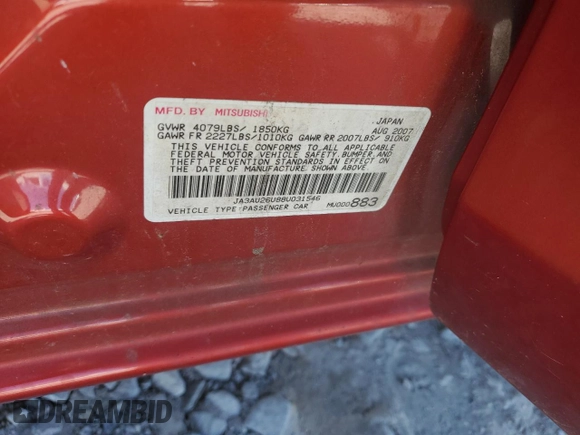 MFD. BY MITSUBISHI JAPAN
GVWR 4079LBS/ 1850KG AUG 2007
GAWR FR 2227LBS/1010KG GAWR RR 2007LBS/ 910KG
THIS VEHICLE CONFORMS TO ALL APPLICABLE
FEDERAL MOTOR VEHICLE SAFETY, BUMPER, AND
THEFT PREVENTION STANDARDS IN EFFECT ON
THE DATE OF MANUFACTURE SHOWN ABOVE
JA3AU26U88U031546
VEHICLE TYPE:PASSENGER CAR MU000883
DREAMBID